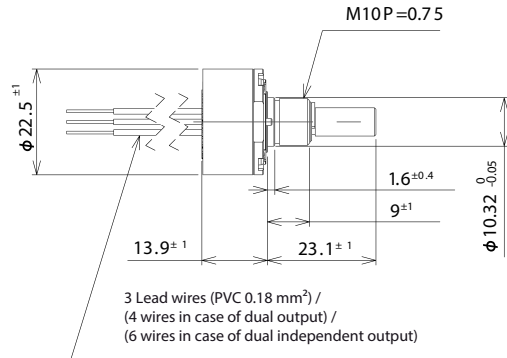 M10 P=0.75
φ22.5 ±1
1.6±0.4
9±1
φ10.32 0 -0.05
13.9± 1
23.1± 1
3 Lead wires (PVC 0.18 mm²) /
(4 wires in case of dual output) /
(6 wires in case of dual independent output)